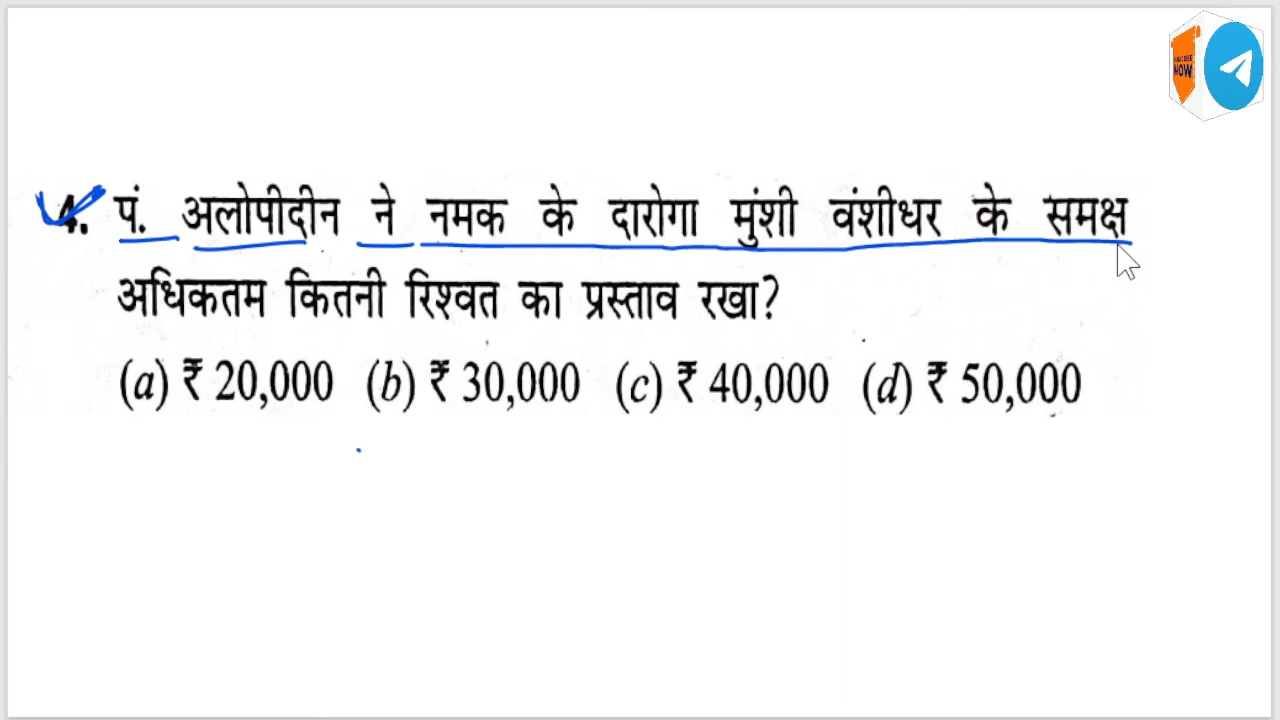 4. पं. अलोपीदीन ने नमक के दारोगा मुंशी वंशीधर के समक्ष
अधिकतम कितनी रिश्वत का प्रस्ताव रखा?
(a) ₹ 20,000 (b) ₹ 30,000 (c) ₹ 40,000 (d) ₹ 50,000
NOW